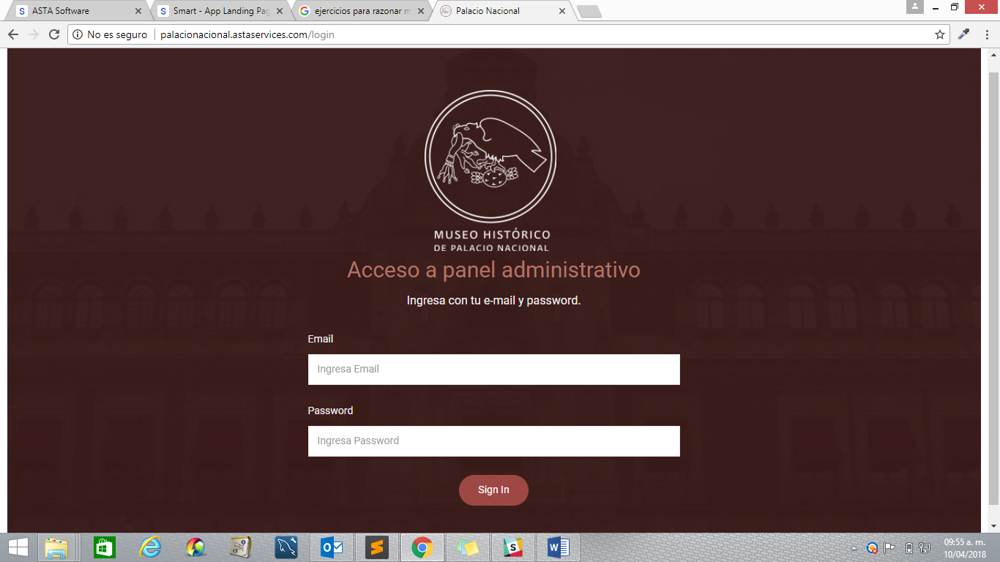 ASTA Software
Smart - App Landing Pag
ejercicios para razonar m
Palacio Nacional
No es seguro
palacionacional.astaservices.com/login
MUSEO HISTÓRICO
DE PALACIO NACIONAL
Acceso a panel administrativo
Ingresa con tu e-mail y password.
Email
Ingresa Email
Password
Ingresa Password
Sign In
09:55 a. m.
10/04/2018